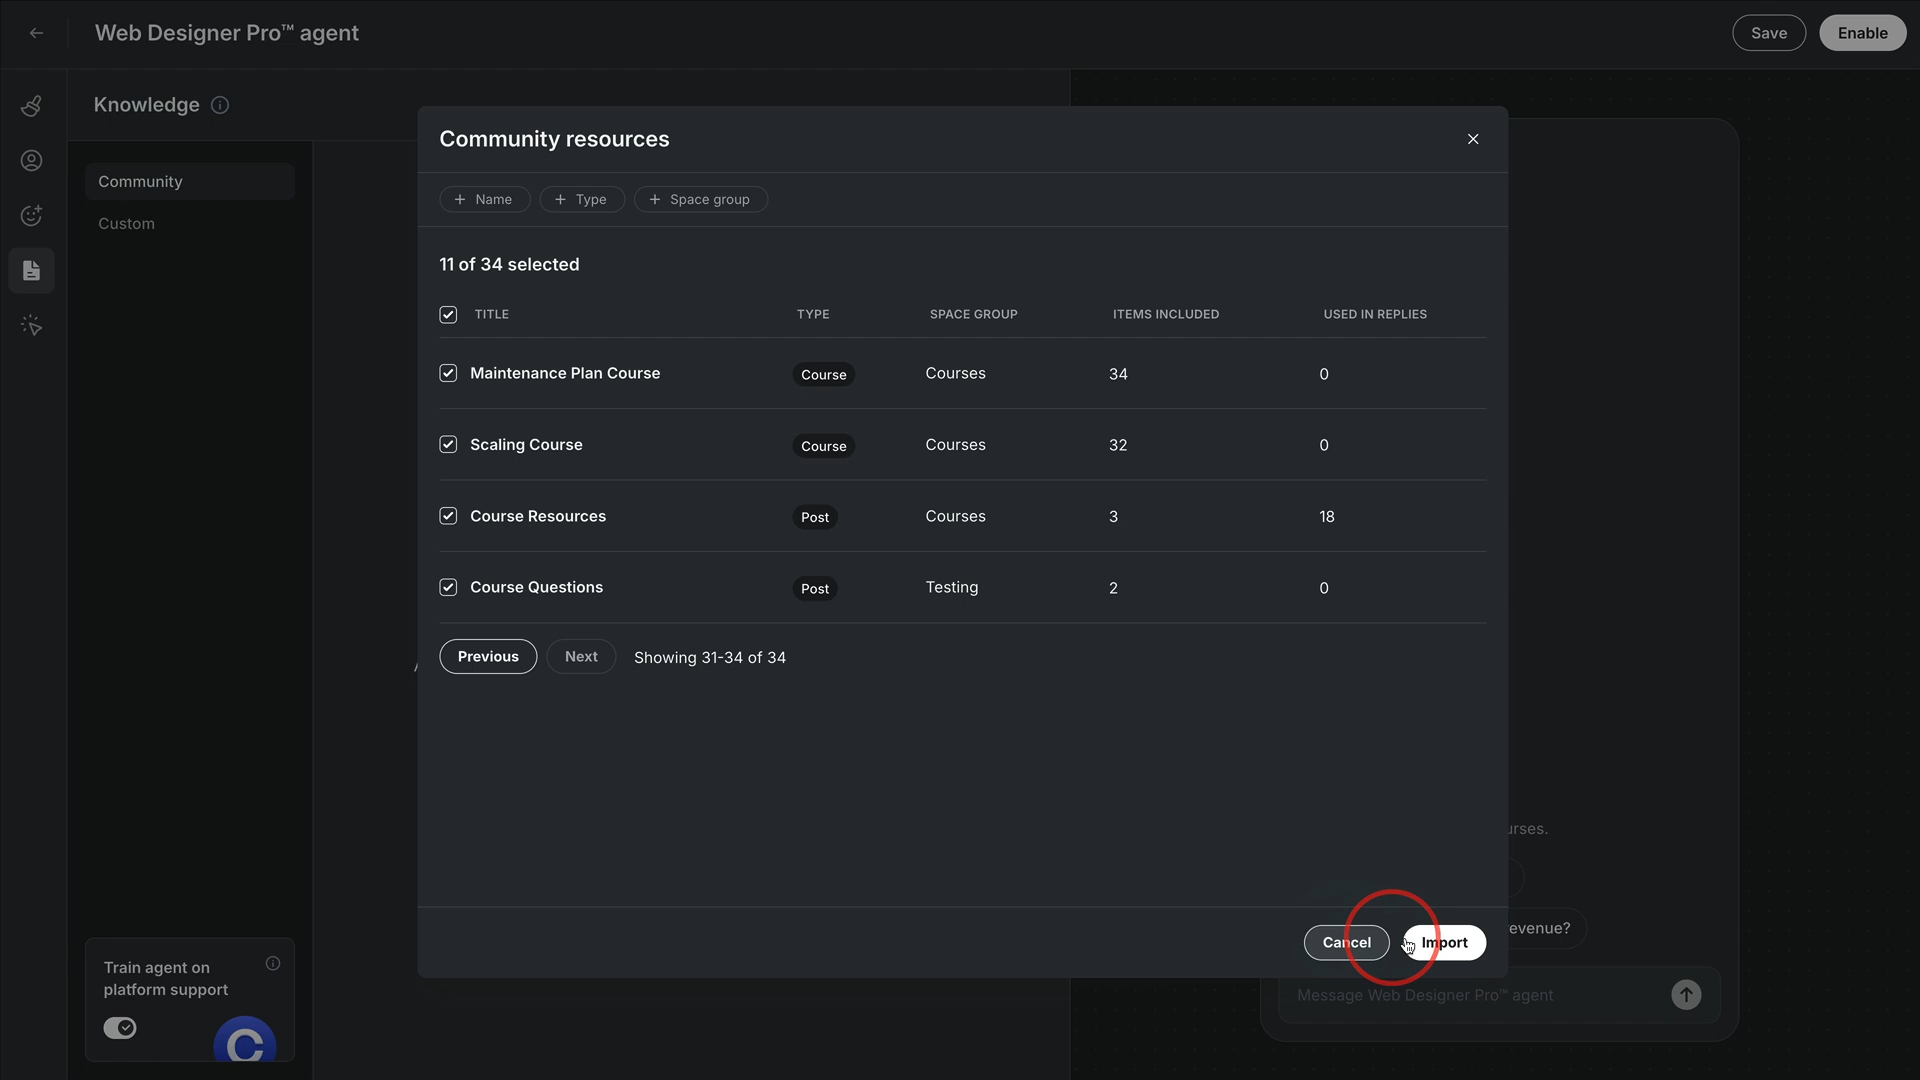 Web Designer Pro™ agent
Save
Enable
Knowledge
Community
Custom
Community resources
Name
Type
Space group
11 of 34 selected
TITLE TYPE SPACE GROUP ITEMS INCLUDED USED IN REPLIES
Maintenance Plan Course Course Courses 34 0
Scaling Course Course Courses 32 0
Course Resources Post Courses 3 18
Course Questions Post Testing 2 0
Previous Next Showing 31-34 of 34
Cancel
Import
Message Web Designer Pro™ agent
Train agent on
platform support
C